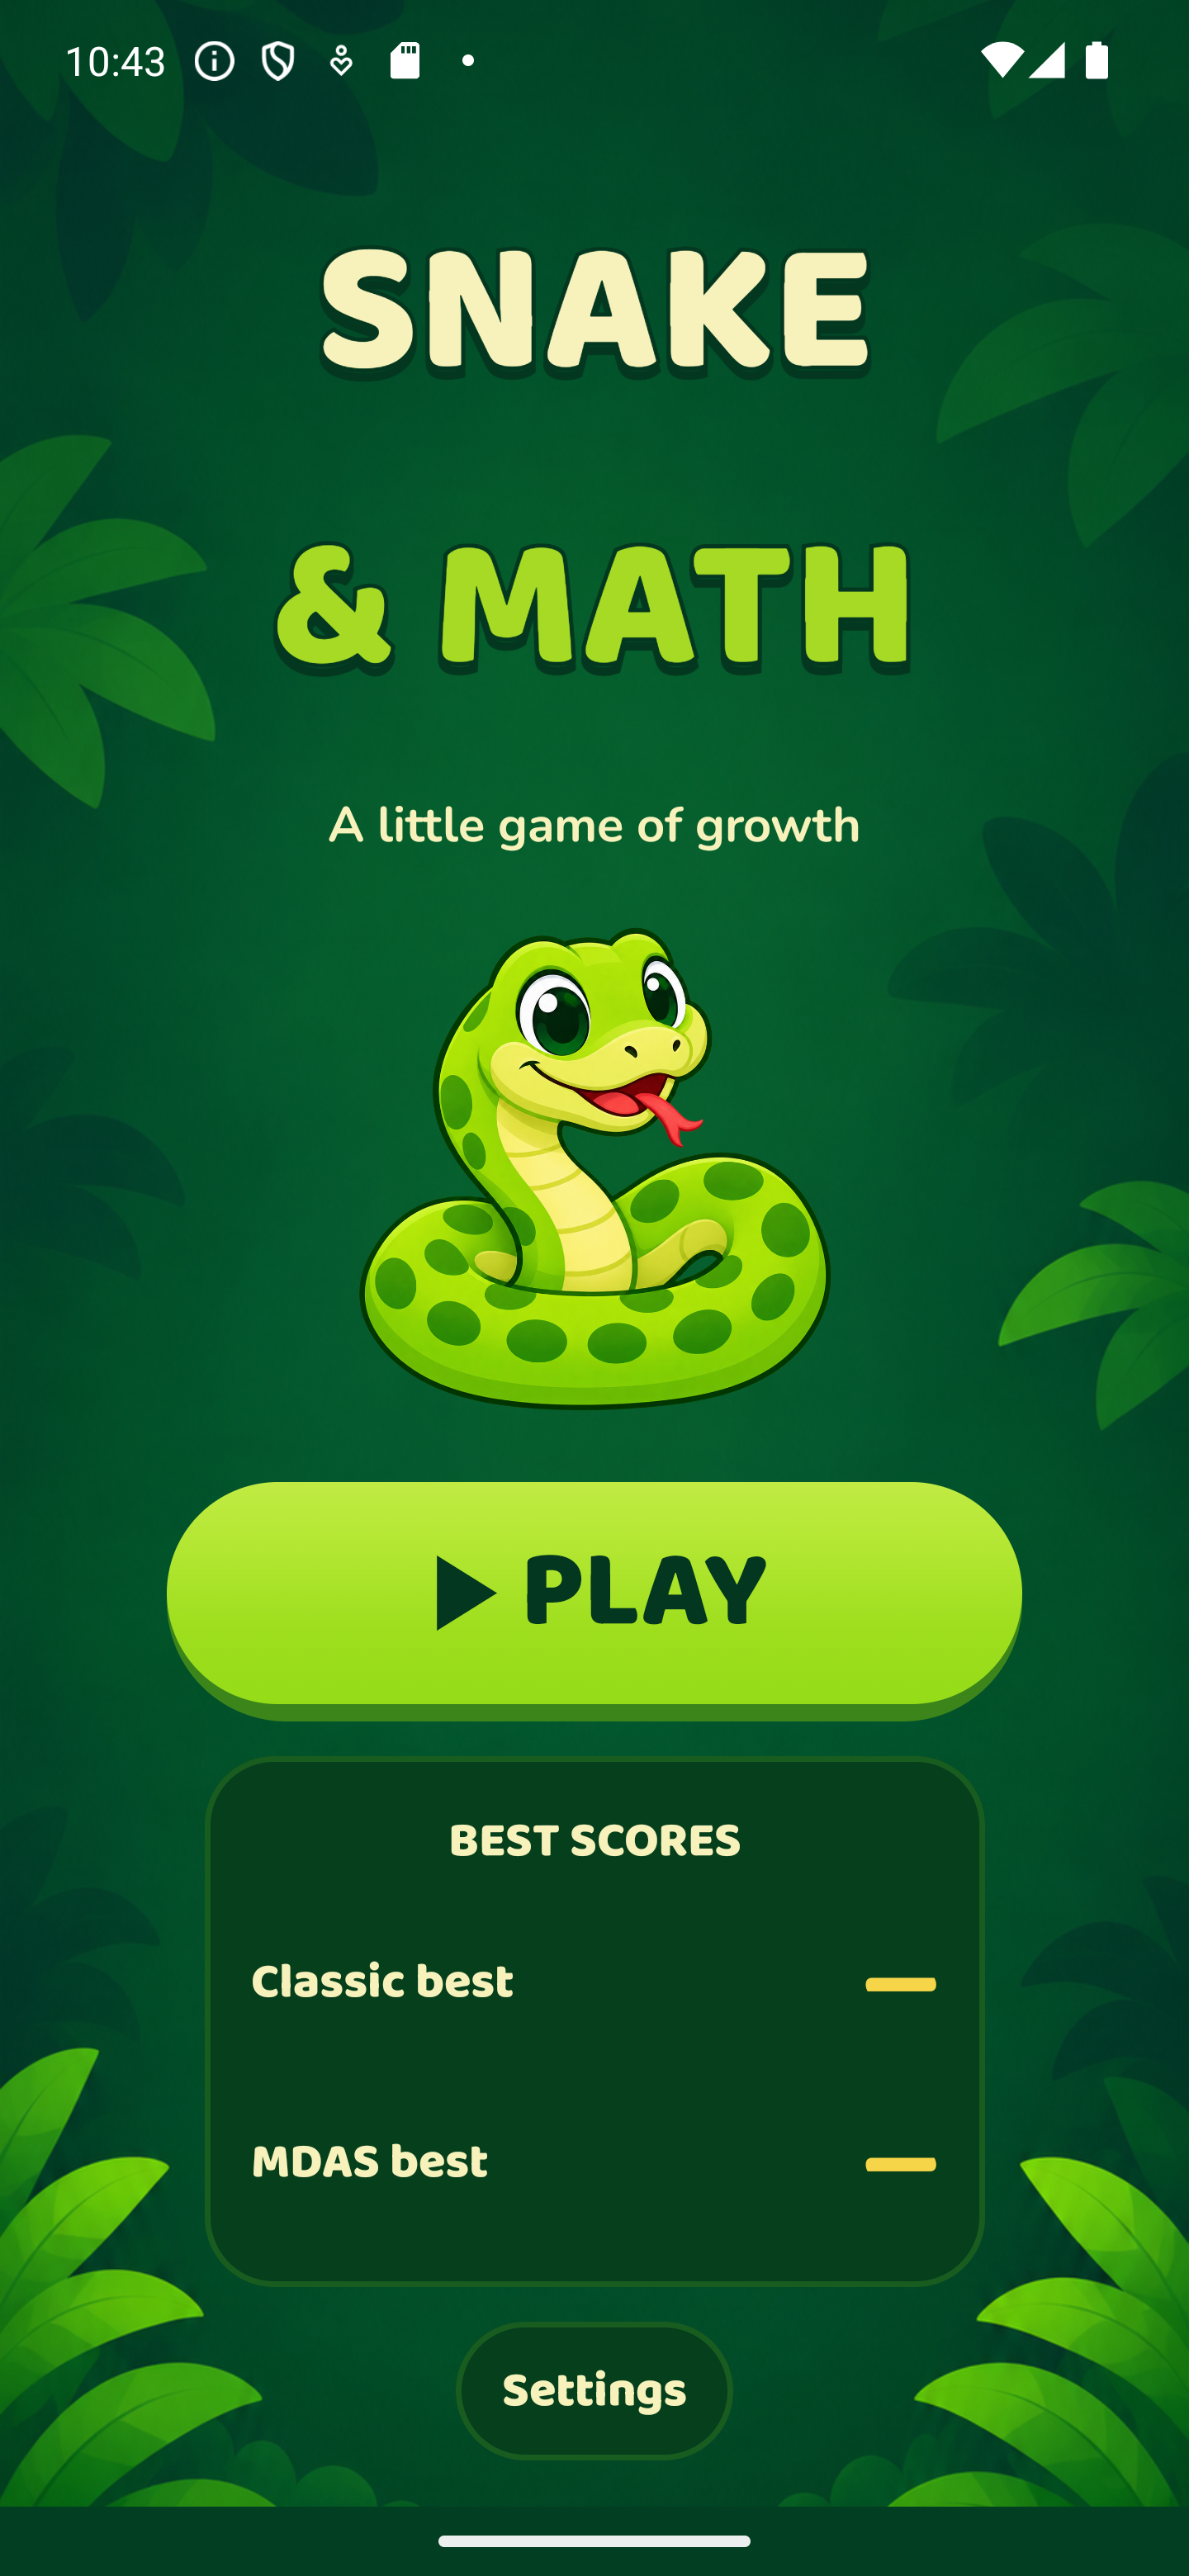 10:43
SNAKE
& MATH
A little game of growth
PLAY
BEST SCORES
Classic best —
MDAS best —
Settings